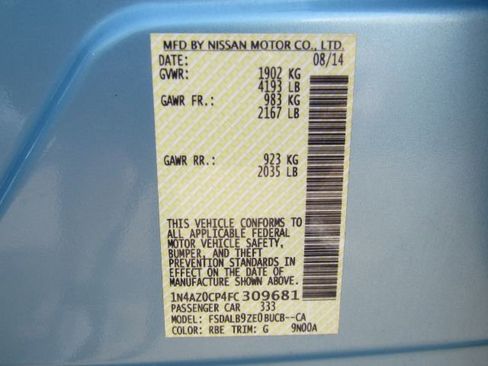 MFD BY NISSAN MOTOR CO., LTD.
DATE: 08/14
GVWR: 1902 KG
4193 LB
GAWR FR.: 983 KG
2167 LB
GAWR RR.: 923 KG
2035 LB
THIS VEHICLE CONFORMS TO
ALL APPLICABLE FEDERAL
MOTOR VEHICLE SAFETY,
BUMPER, AND THEFT
PREVENTION STANDARDS IN
EFFECT ON THE DATE OF
MANUFACTURE SHOWN ABOVE.
1N4AZ0CP4FC309681
PASSENGER CAR 333
MODEL: FSDALB9ZE0BUCB--CA
COLOR: RBE TRIM: G 9N00A